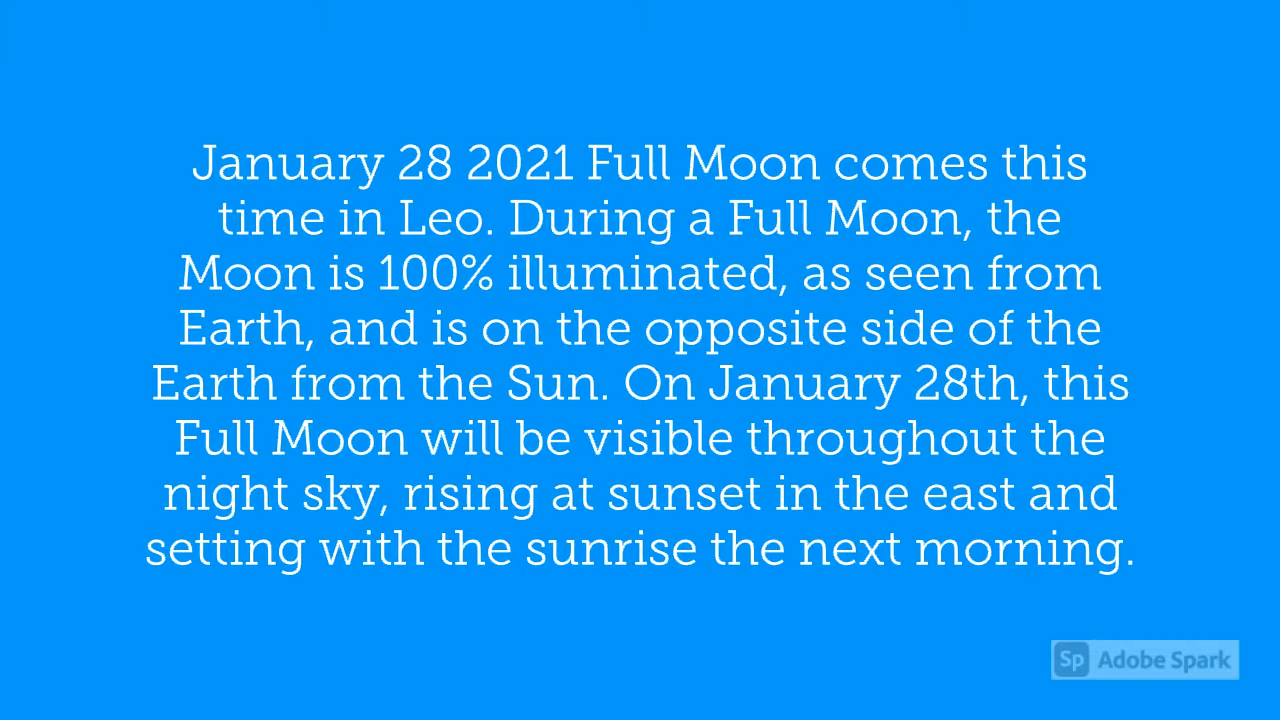 January 28 2021 Full Moon comes this
time in Leo. During a Full Moon, the
Moon is 100% illuminated, as seen from
Earth, and is on the opposite side of the
Earth from the Sun. On January 28th, this
Full Moon will be visible throughout the
night sky, rising at sunset in the east and
setting with the sunrise the next morning.
Sp Adobe Spark